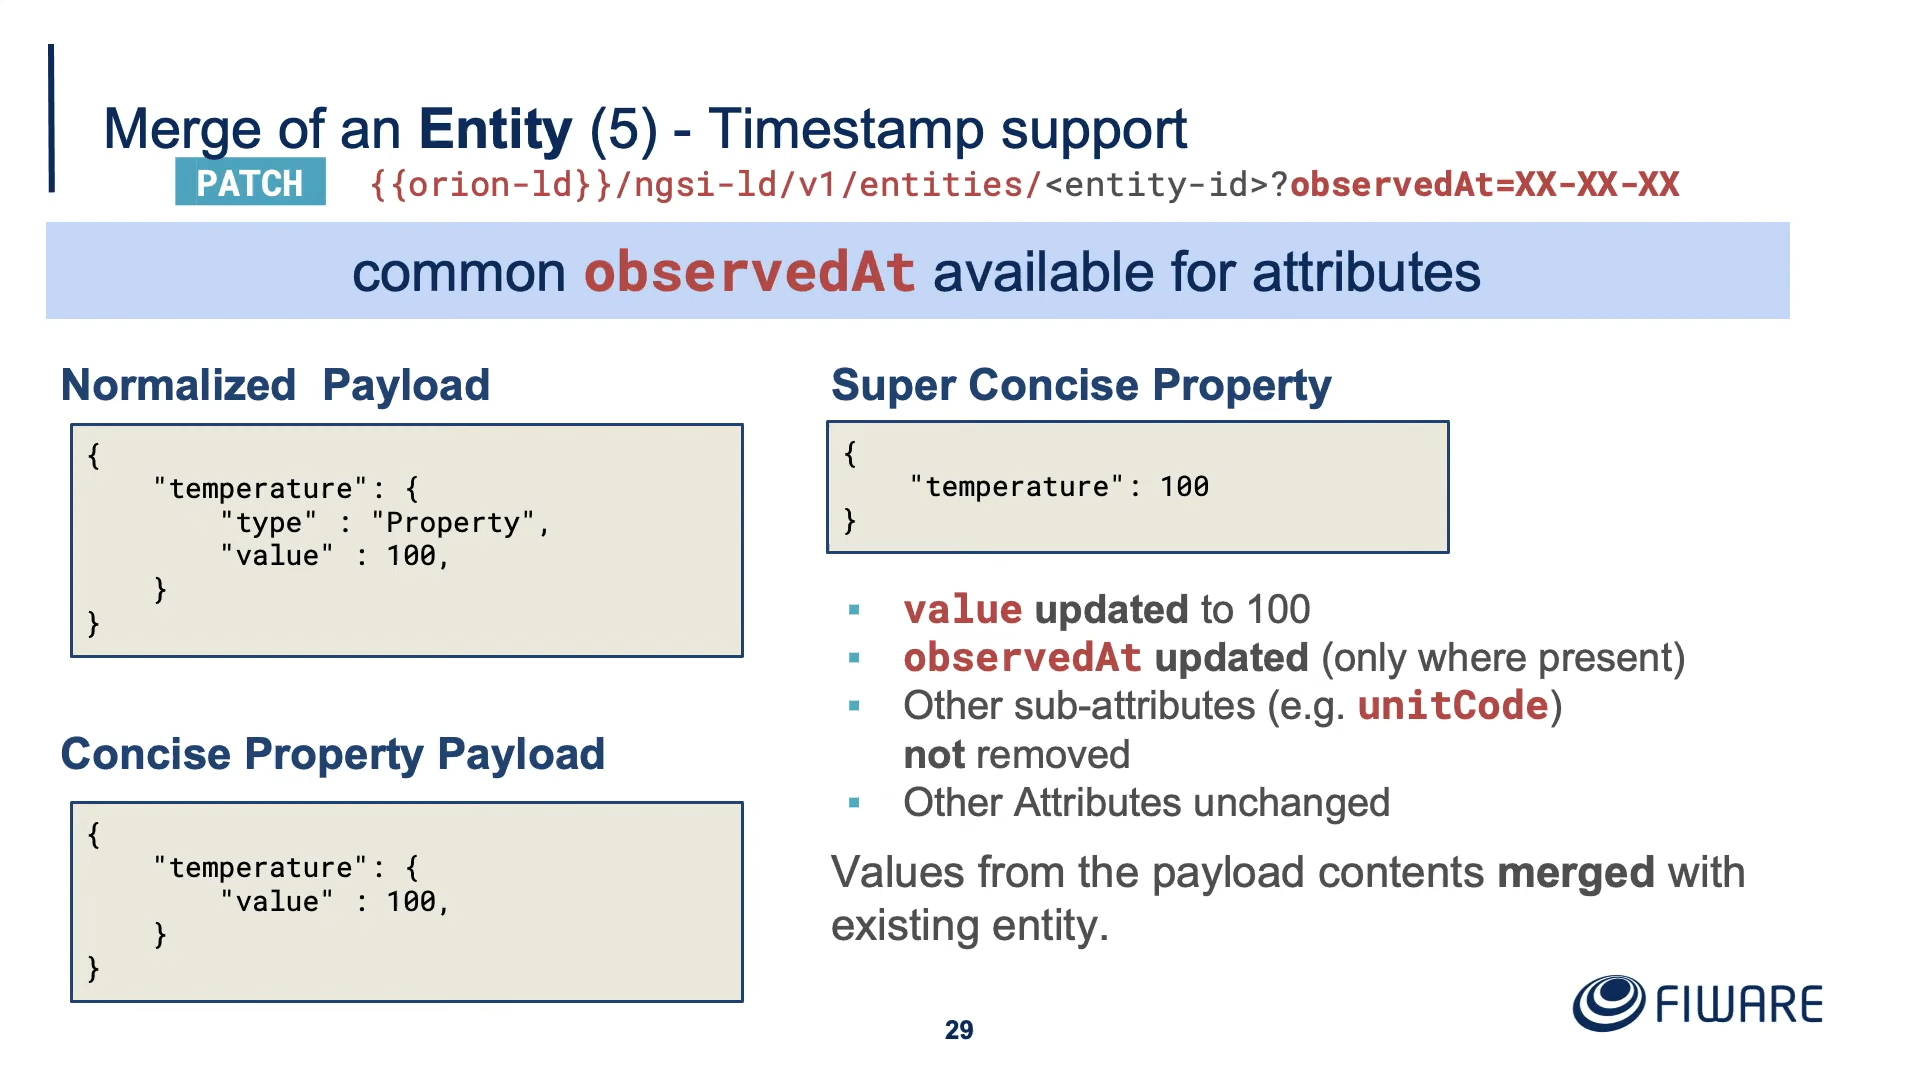 Merge of an Entity (5) - Timestamp support
PATCH {{orion-ld}}/ngsi-ld/v1/entities/<entity-id>?observedAt=XX-XX-XX
common observedAt available for attributes
Normalized Payload
{
"temperature": {
"type" : "Property",
"value" : 100,
}
}
Concise Property Payload
{
"temperature": {
"value" : 100,
}
}
Super Concise Property
{
"temperature": 100
}
▪ value updated to 100
▪ observedAt updated (only where present)
▪ Other sub-attributes (e.g. unitCode)
not removed
▪ Other Attributes unchanged
Values from the payload contents merged with
existing entity.
FIWARE
29